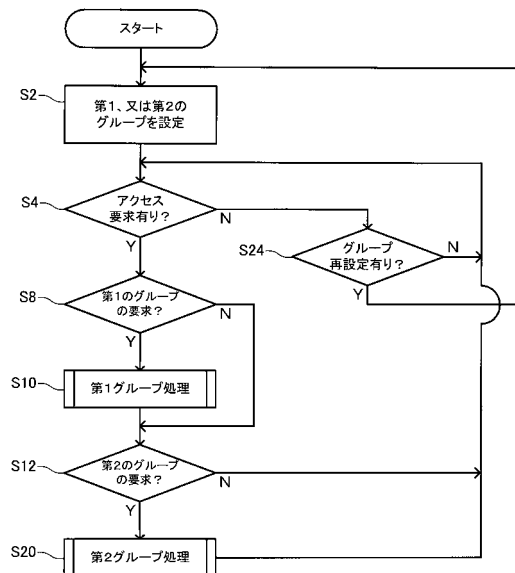 スタート
S2
第1、又は第2の
グループを設定
S4
アクセス
要求有り?
N
Y
S24
グループ
再設定有り?
N
Y
S8
第1のグループ
の要求?
N
Y
S10
第1グループ処理
S12
第2のグループ
の要求?
N
Y
S20
第2グループ処理